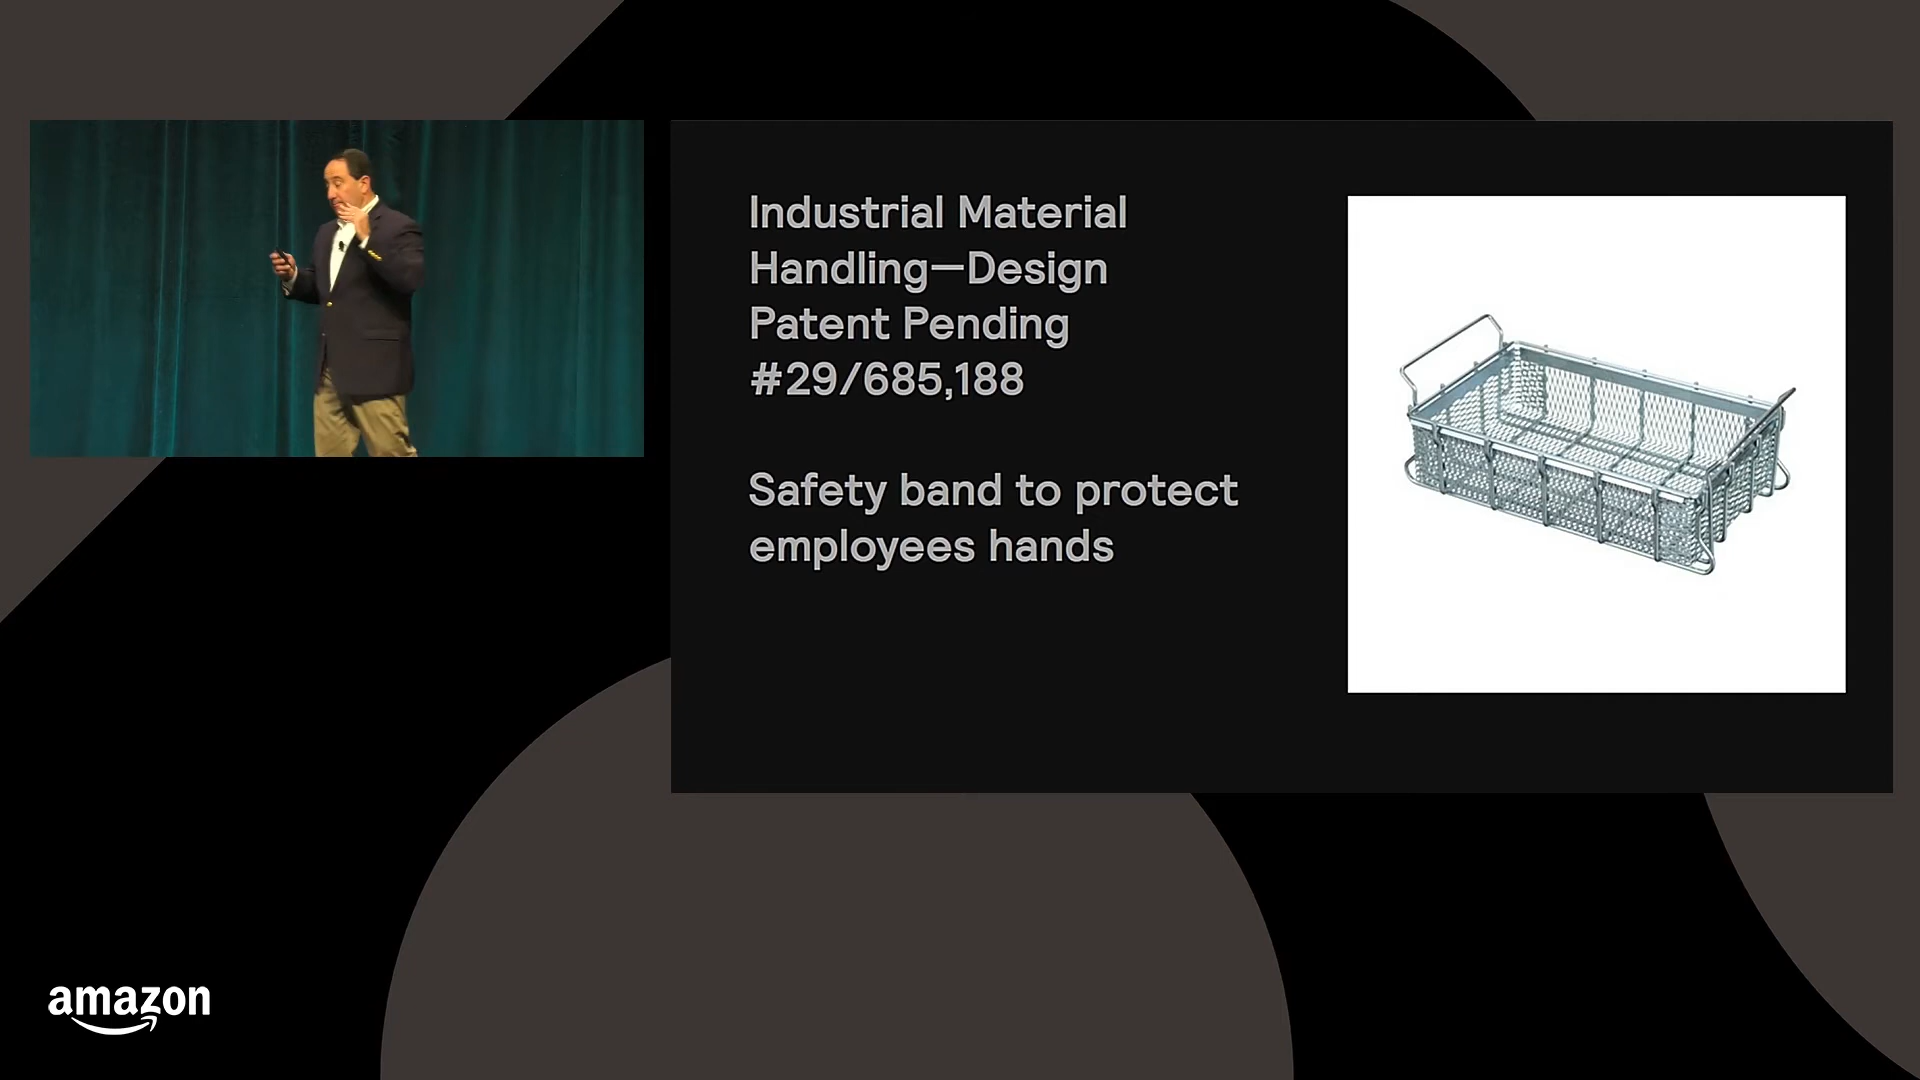 Industrial Material
Handling—Design
Patent Pending
#29/685,188
Safety band to protect
employees hands
amazon